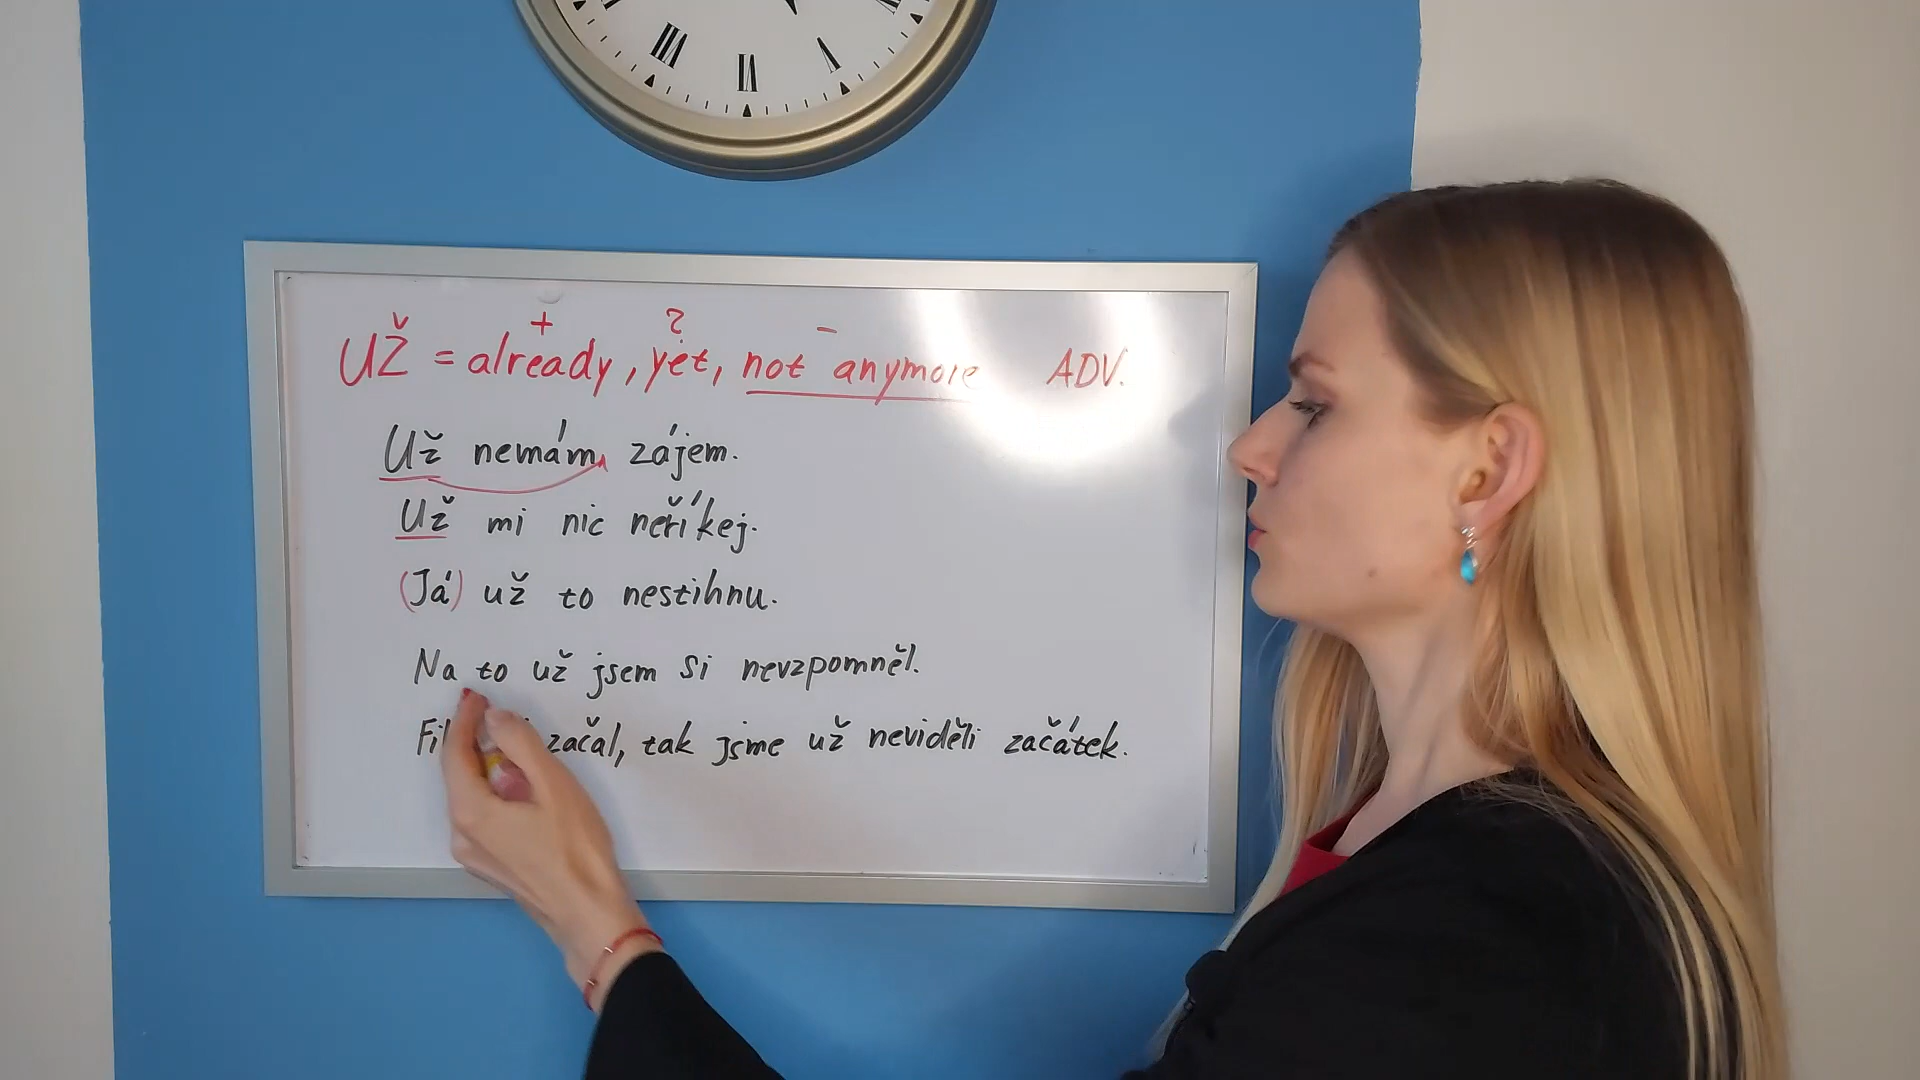 + ? -
UŽ = already, yet, not anymore ADV.
Už nemám zájem.
Už mi nic neříkej.
(Já) už to nestihnu.
Na to už jsem si nevzpomněl.
začal, tak jsme už neviděli začátek.